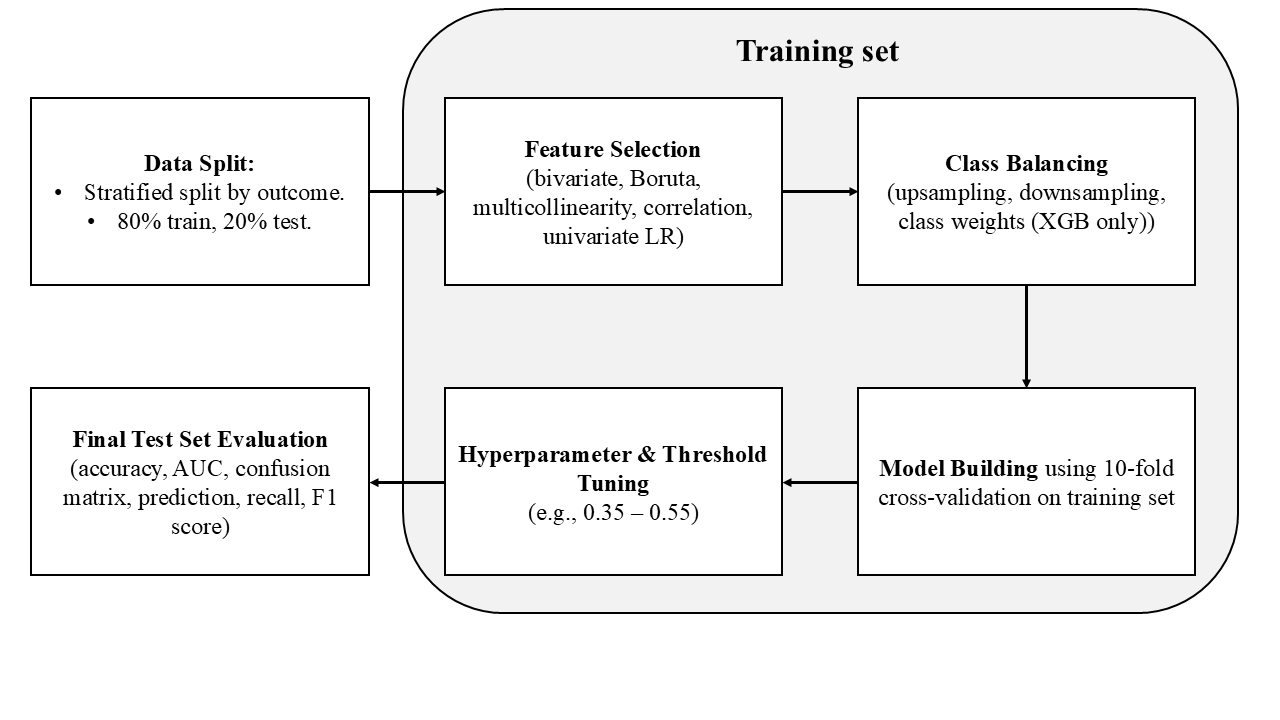 Training set
Data Split:
• Stratified split by outcome.
• 80% train, 20% test.
Feature Selection
(bivariate, Boruta,
multicollinearity, correlation,
univariate LR)
Class Balancing
(upsampling, downsampling,
class weights (XGB only))
Final Test Set Evaluation
(accuracy, AUC, confusion
matrix, prediction, recall, F1
score)
Hyperparameter & Threshold
Tuning
(e.g., 0.35 – 0.55)
Model Building using 10-fold
cross-validation on training set